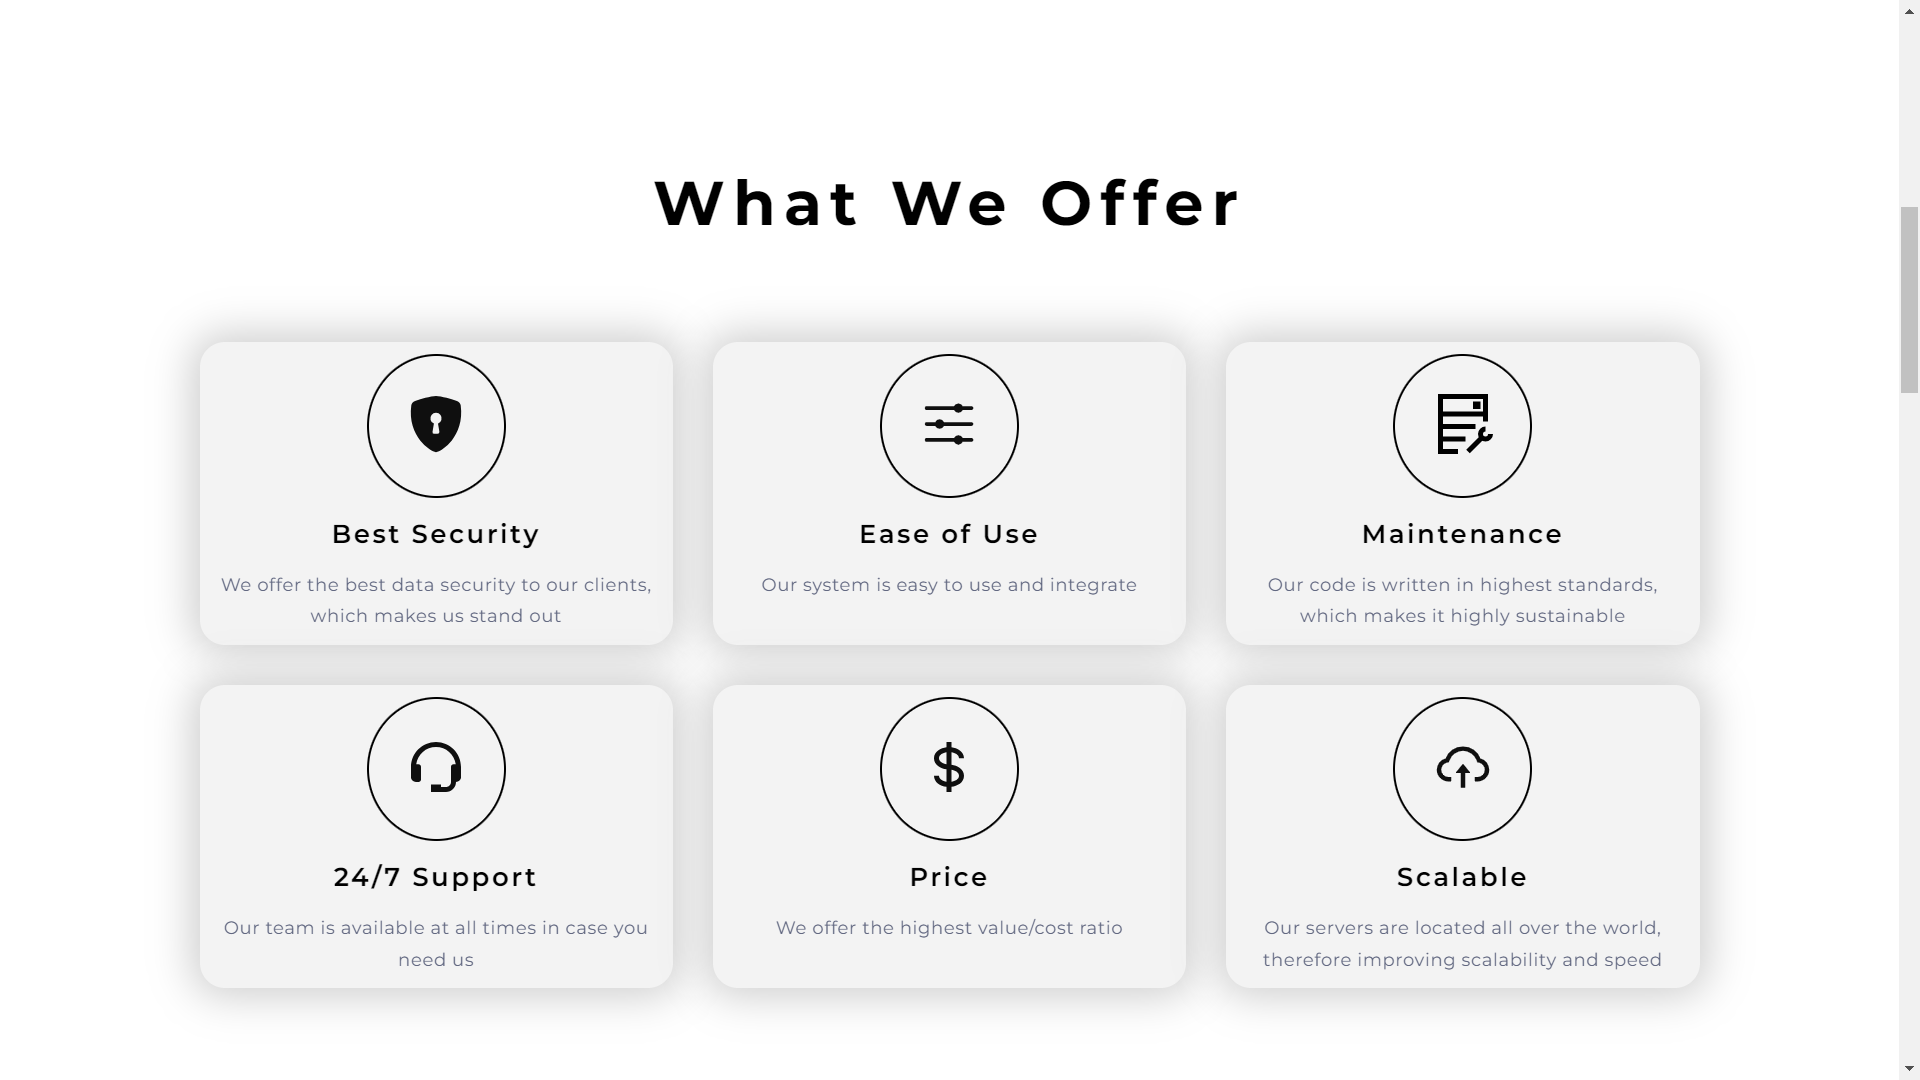 What We Offer
Best Security
We offer the best data security to our clients,
which makes us stand out
Ease of Use
Our system is easy to use and integrate
Maintenance
Our code is written in highest standards,
which makes it highly sustainable
24/7 Support
Our team is available at all times in case you
need us
Price
We offer the highest value/cost ratio
Scalable
Our servers are located all over the world,
therefore improving scalability and speed